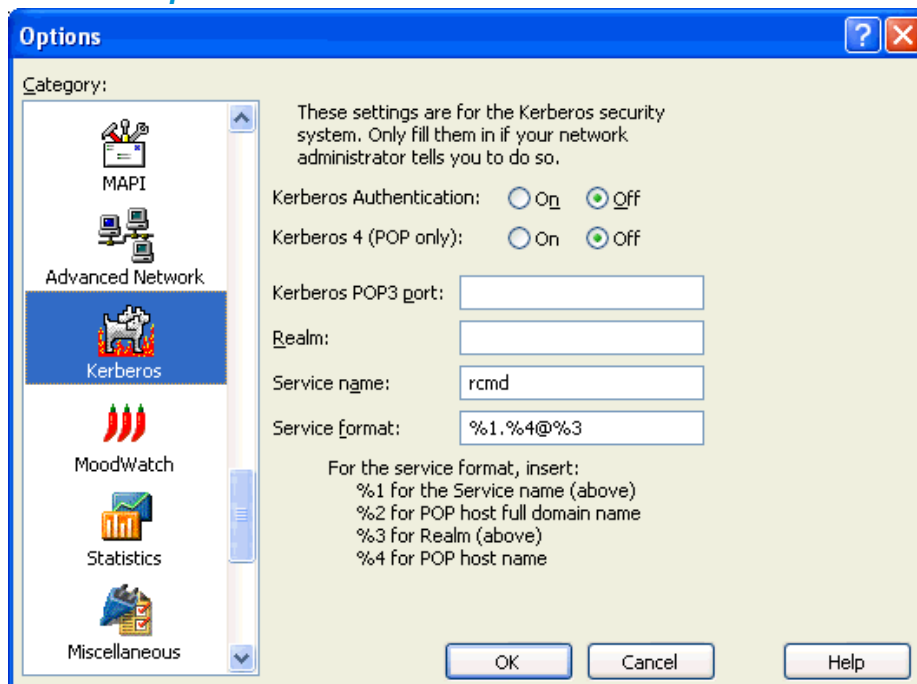 Options
Category:
MAPI
Advanced Network
Kerberos
MoodWatch
Statistics
Miscellaneous
These settings are for the Kerberos security
system. Only fill them in if your network
administrator tells you to do so.
Kerberos Authentication: On Off
Kerberos 4 (POP only): On Off
Kerberos POP3 port:
Realm:
Service name: rcmd
Service format: %1.%4@%3
For the service format, insert:
%1 for the Service name (above)
%2 for POP host full domain name
%3 for Realm (above)
%4 for POP host name
OK Cancel Help